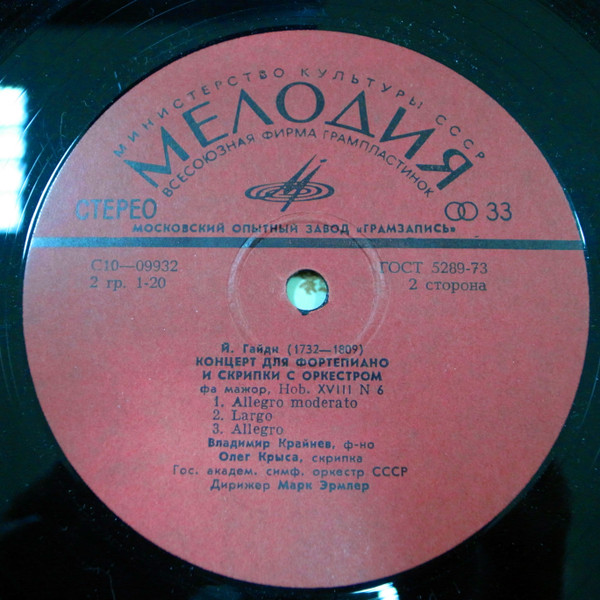 МИНИСТЕРСТВО КУЛЬТУРЫ СССР
МЕЛОДИЯ
ВСЕСОЮЗНАЯ ФИРМА ГРАМПЛАСТИНОК
СТЕРЕО
33
МОСКОВСКИЙ ОПЫТНЫЙ ЗАВОД «ГРАМЗАПИСЬ»
С10—09932
ГОСТ 5289-73
2 гр. 1-20
2 сторона
Й. Гайдн (1732—1809)
КОНЦЕРТ ДЛЯ ФОРТЕПИАНО
И СКРИПКИ С ОРКЕСТРОМ
фа мажор, Hob. XVIII N 6
1. Allegro moderato
2. Largo
3. Allegro
Владимир Крайнев, ф-но
Олег Крыса, скрипка
Гос. академ. симф. оркестр СССР
Дирижер Марк Эрмлер